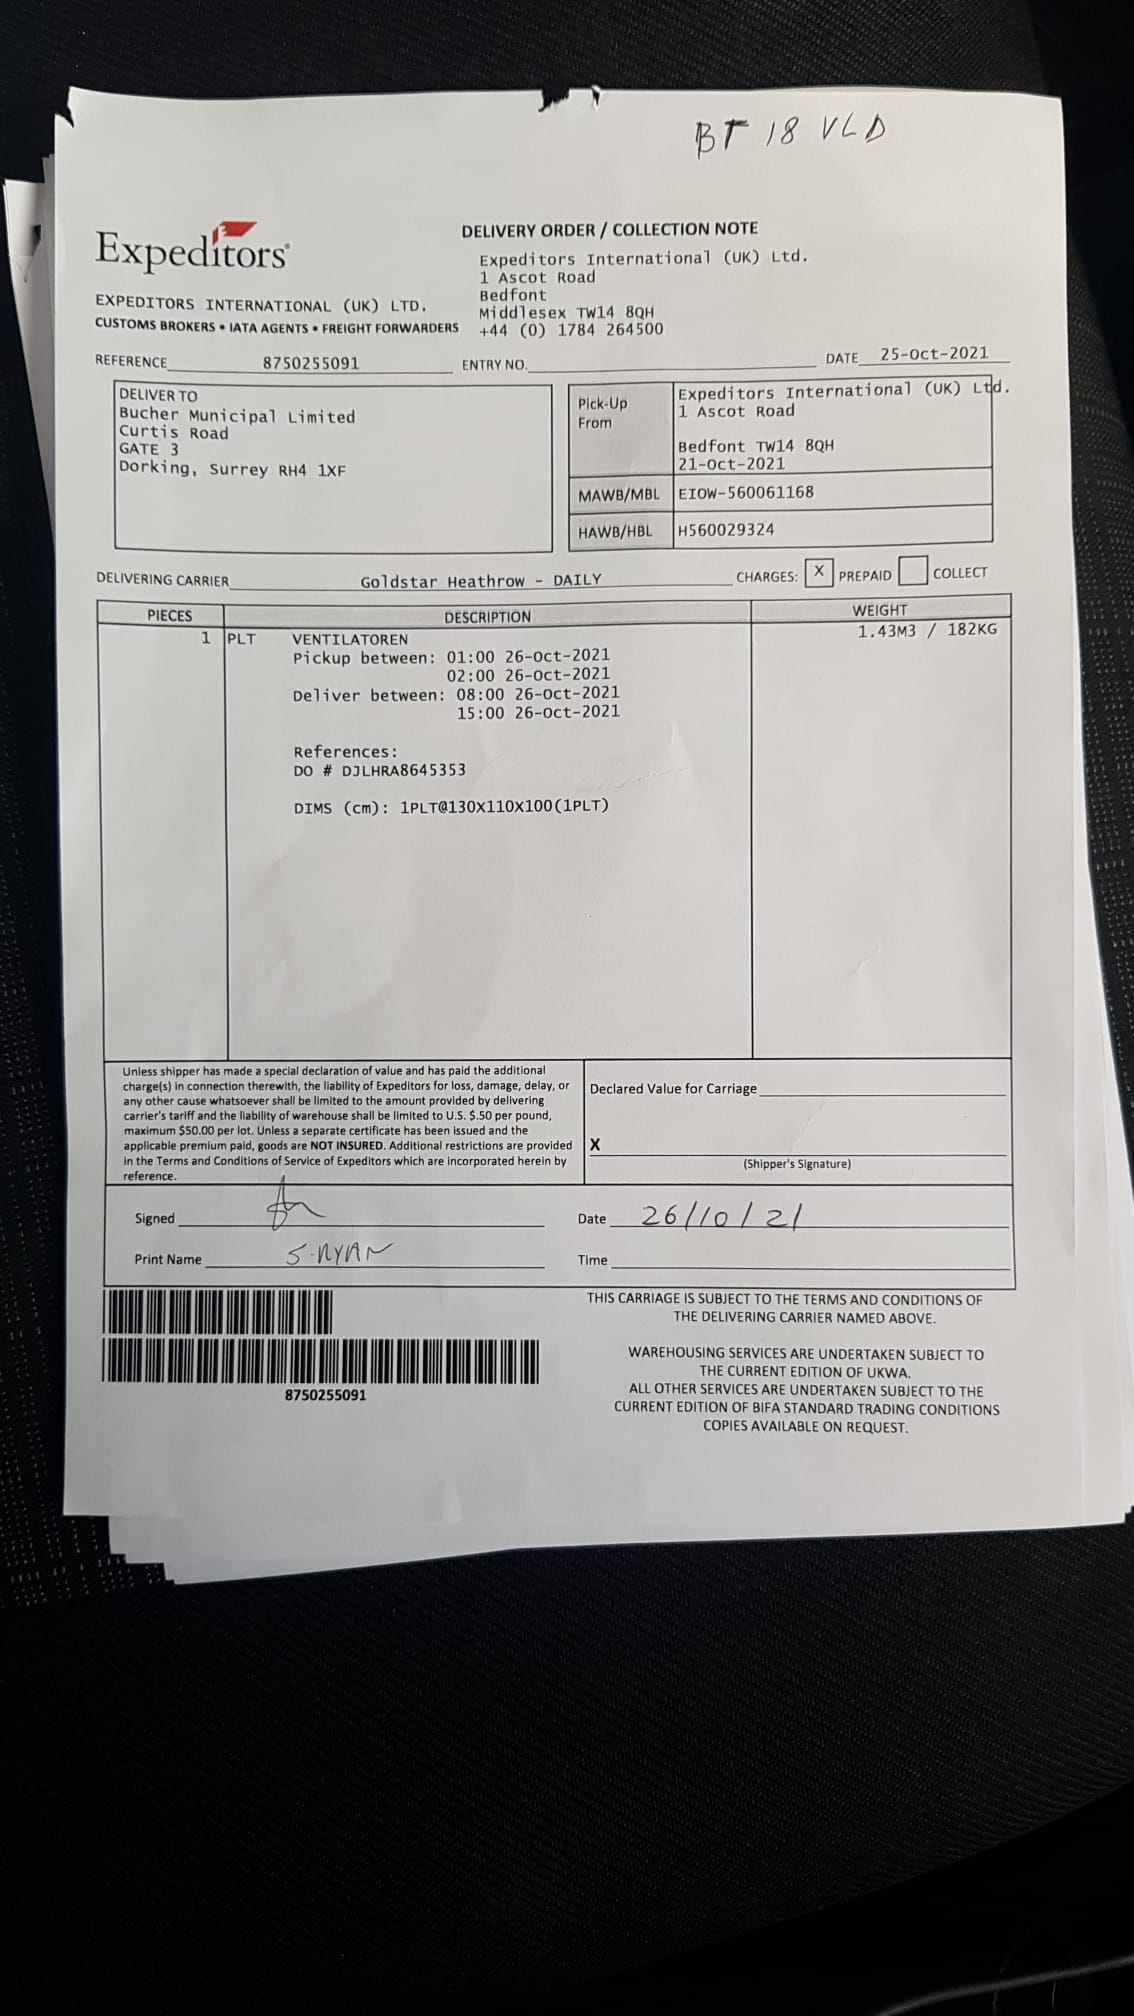 BT 18 VLD
Expeditors®
EXPEDITORS INTERNATIONAL (UK) LTD.
CUSTOMS BROKERS • IATA AGENTS • FREIGHT FORWARDERS
DELIVERY ORDER / COLLECTION NOTE
Expeditors International (UK) Ltd.
1 Ascot Road
Bedfont
Middlesex TW14 8QH
+44 (0) 1784 264500
REFERENCE 8750255091 ENTRY NO. DATE 25-Oct-2021
DELIVER TO
Bucher Municipal Limited
Curtis Road
GATE 3
Dorking, Surrey RH4 1XF
Pick-Up
From
Expeditors International (UK) Ltd.
1 Ascot Road
Bedfont TW14 8QH
21-Oct-2021
MAWB/MBL EIOW-560061168
HAWB/HBL H560029324
DELIVERING CARRIER Goldstar Heathrow - DAILY CHARGES: X PREPAID COLLECT
PIECES DESCRIPTION WEIGHT
1 PLT VENTILATOREN 1.43M3 / 182KG
Pickup between: 01:00 26-Oct-2021
02:00 26-Oct-2021
Deliver between: 08:00 26-Oct-2021
15:00 26-Oct-2021
References:
DO # DJLHRA8645353
DIMS (cm): 1PLT@130X110X100(1PLT)
Unless shipper has made a special declaration of value and has paid the additional
charge(s) in connection therewith, the liability of Expeditors for loss, damage, delay, or
any other cause whatsoever shall be limited to the amount provided by delivering
carrier's tariff and the liability of warehouse shall be limited to U.S. $.50 per pound,
maximum $50.00 per lot. Unless a separate certificate has been issued and the
applicable premium paid, goods are NOT INSURED. Additional restrictions are provided
in the Terms and Conditions of Service of Expeditors which are incorporated herein by
reference.
Declared Value for Carriage
X
(Shipper's Signature)
Signed
Date 26/10/21
Print Name
Time
THIS CARRIAGE IS SUBJECT TO THE TERMS AND CONDITIONS OF
THE DELIVERING CARRIER NAMED ABOVE.
WAREHOUSING SERVICES ARE UNDERTAKEN SUBJECT TO
THE CURRENT EDITION OF UKWA.
ALL OTHER SERVICES ARE UNDERTAKEN SUBJECT TO THE
CURRENT EDITION OF BIFA STANDARD TRADING CONDITIONS
COPIES AVAILABLE ON REQUEST.
8750255091